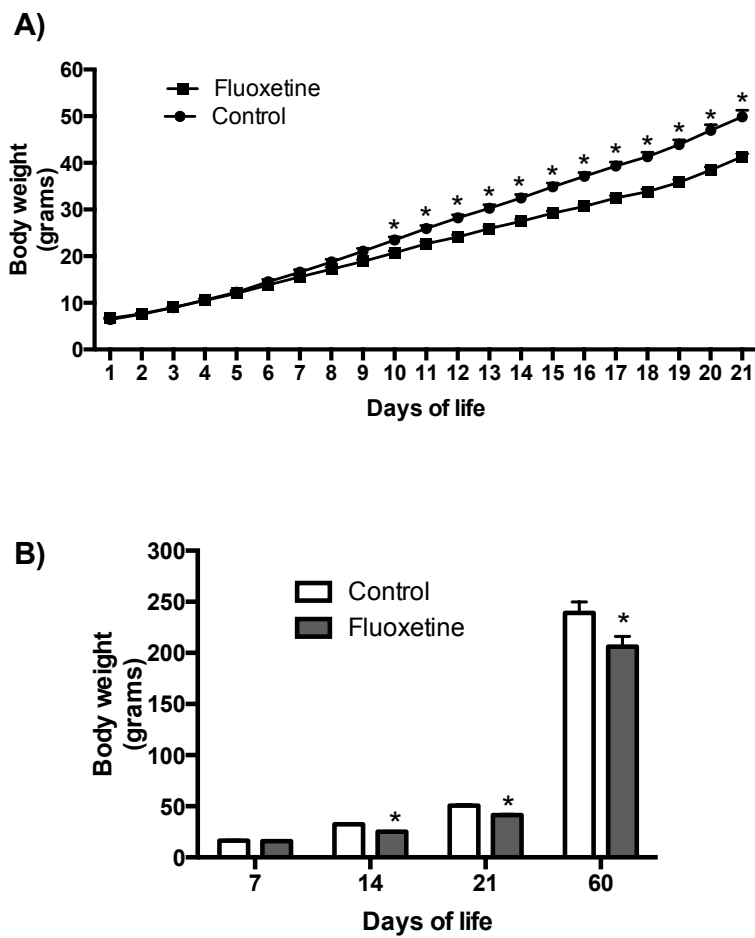 A)
60
50
40
30
20
10
0
Body weight
(grams)
Fluoxetine
Control
* * * * * * * * * * * *
1 2 3 4 5 6 7 8 9 10 11 12 13 14 15 16 17 18 19 20 21
Days of life
B)
300
250
200
150
100
50
0
Body weight
(grams)
Control
Fluoxetine
* * *
7 14 21 60
Days of life